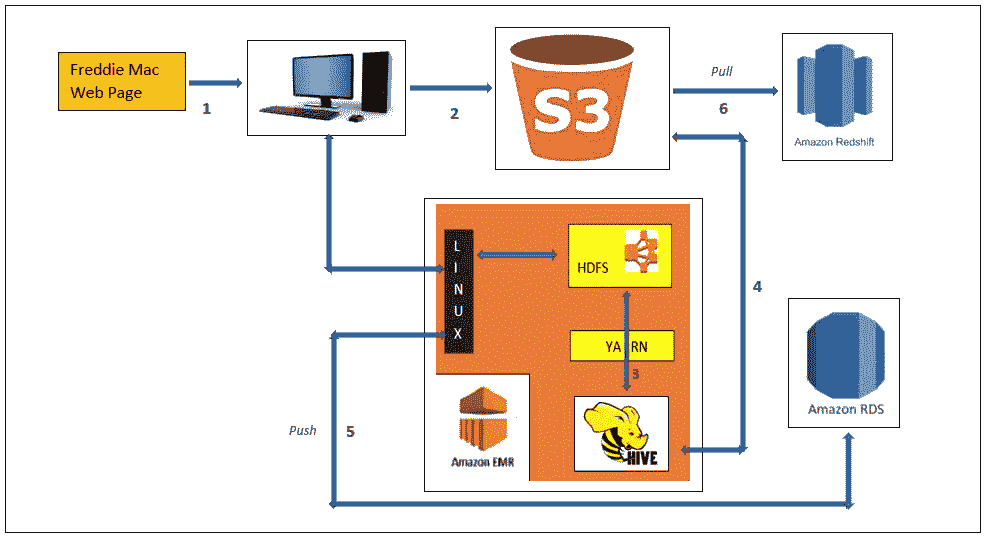 Freddie Mac
Web Page
1
2
S3
Pull
6
Amazon Redshift
L
I
N
U
X
HDFS
YARN
3
HIVE
Amazon EMR
4
Push
5
Amazon RDS